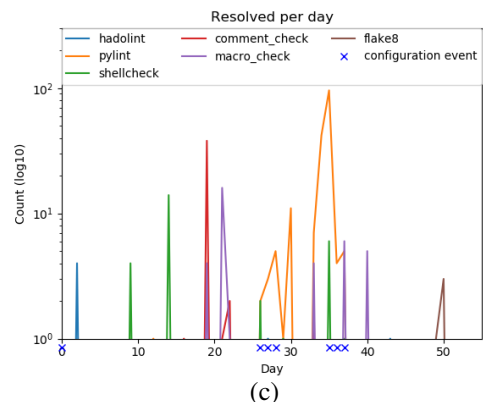 Resolved per day
hadolint
pylint
shellcheck
comment_check
macro_check
flake8
configuration event
Count (log10)
10²
10¹
10⁰
0 10 20 30 40 50
Day
(c)